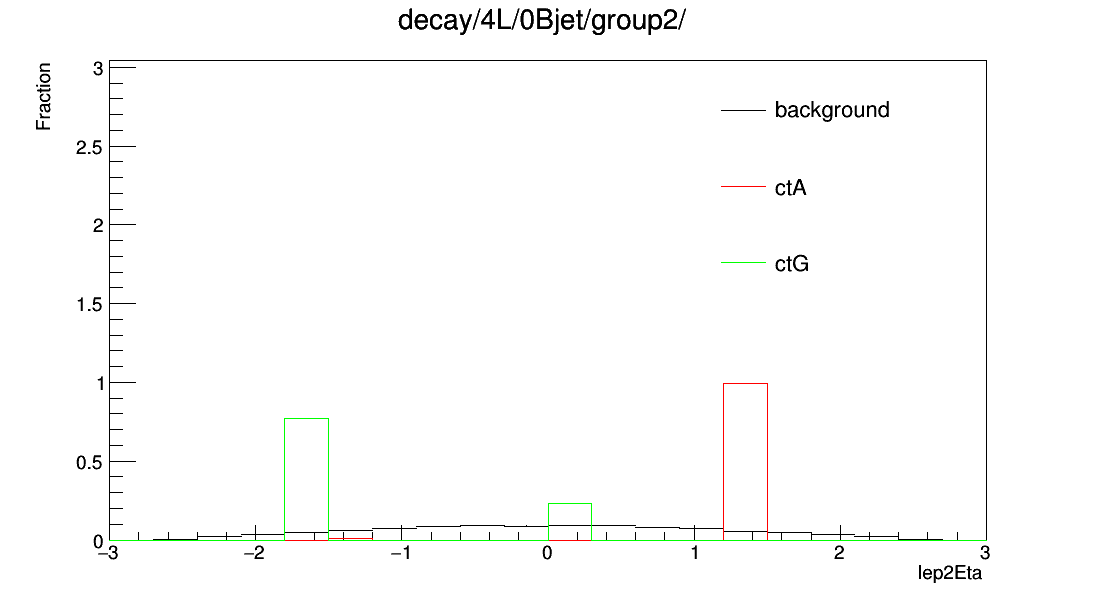 decay/4L/0Bjet/group2/
Fraction
3
2.5
2
1.5
1
0.5
0
background
ctA
ctG
−3 −2 −1 0 1 2 3
lep2Eta